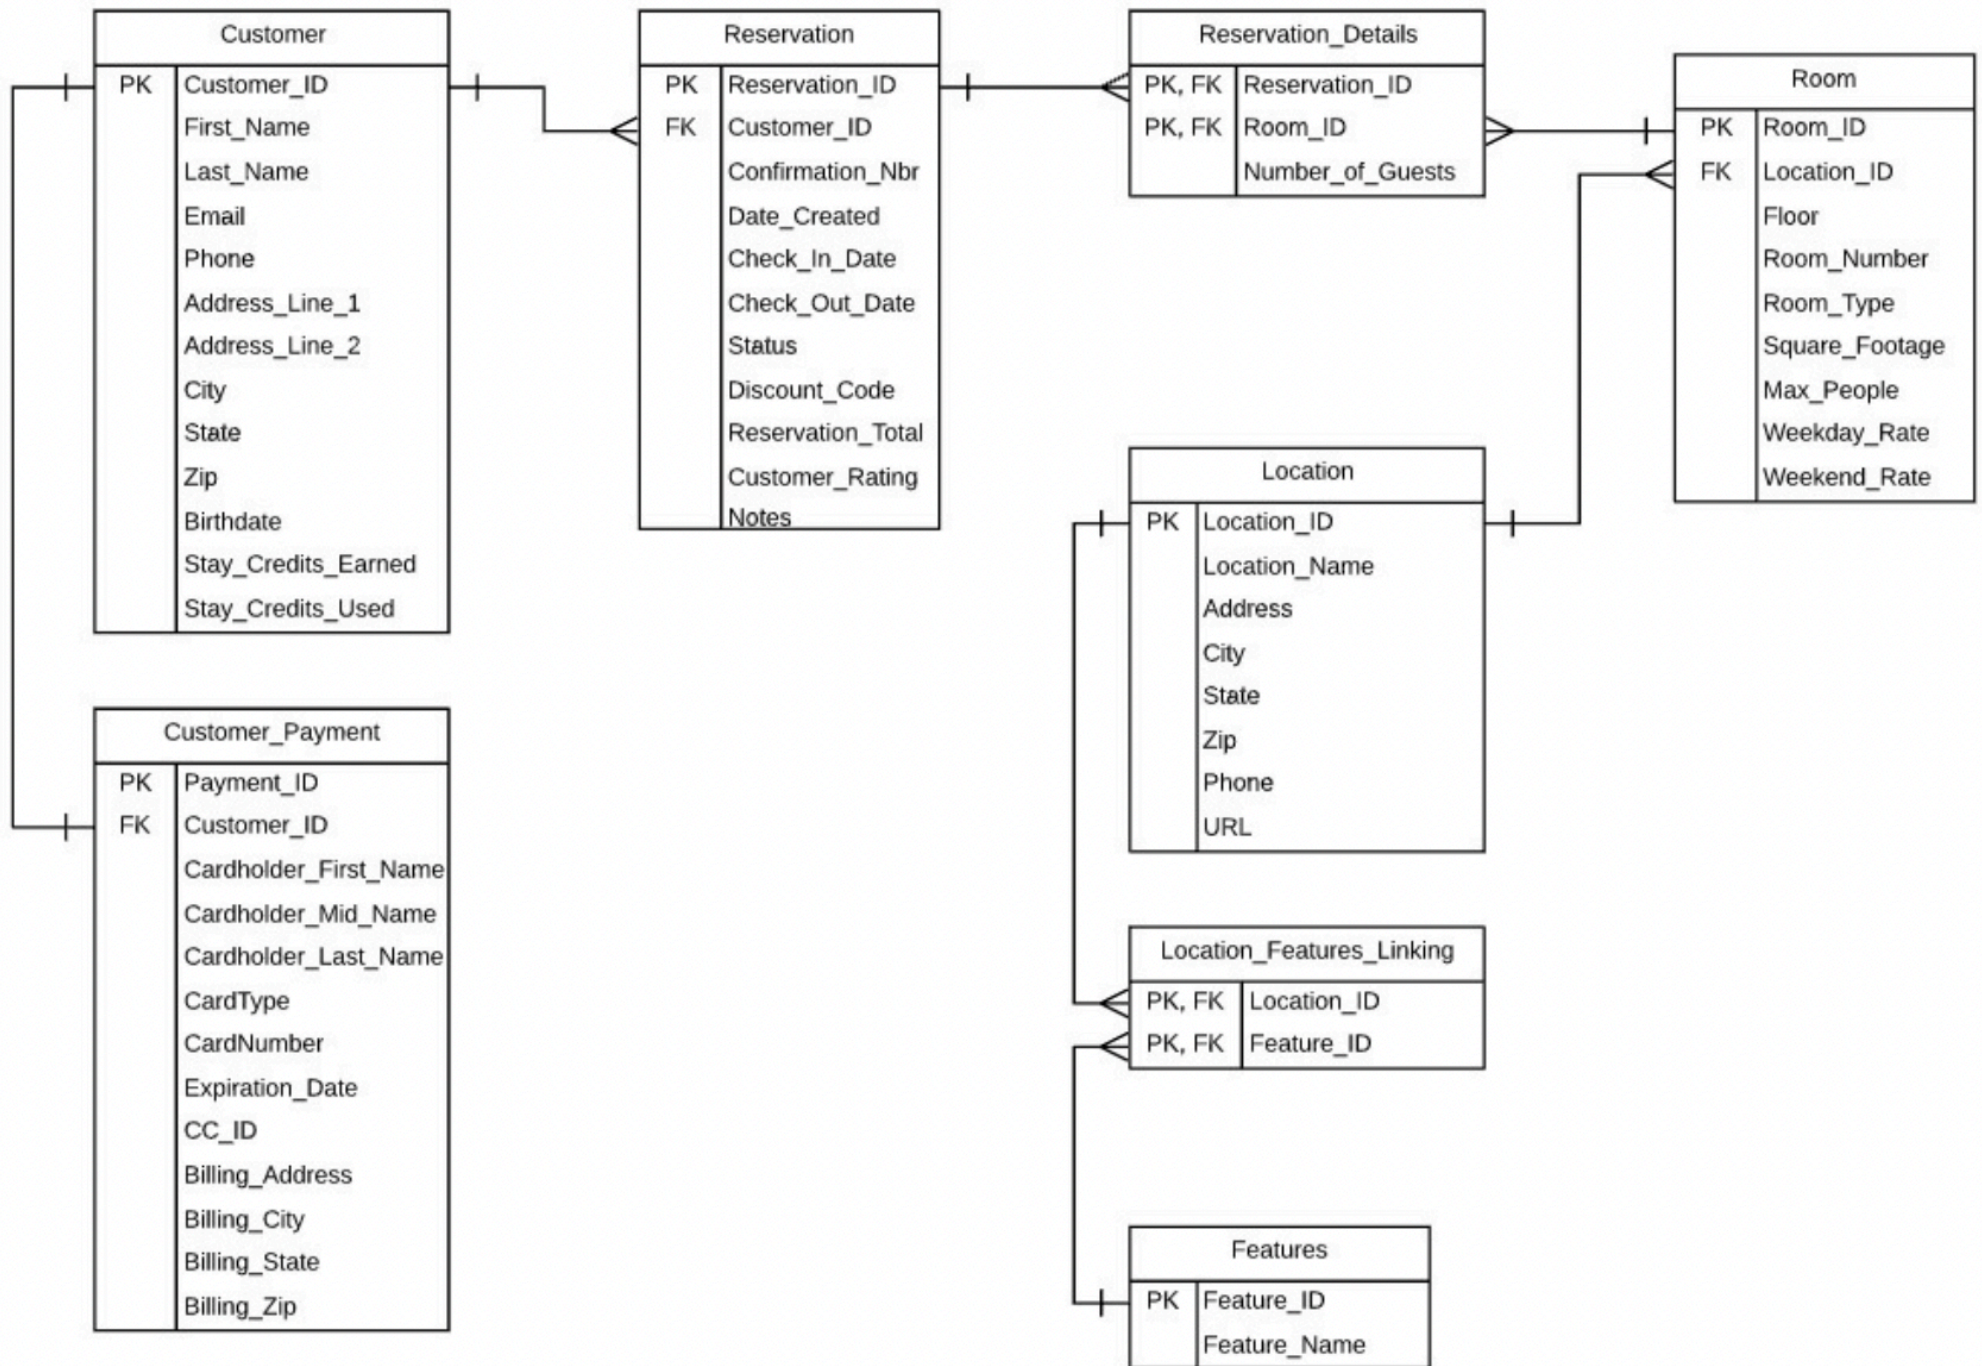 Customer
PK Customer_ID
First_Name
Last_Name
Email
Phone
Address_Line_1
Address_Line_2
City
State
Zip
Birthdate
Stay_Credits_Earned
Stay_Credits_Used
Customer_Payment
PK Payment_ID
FK Customer_ID
Cardholder_First_Name
Cardholder_Mid_Name
Cardholder_Last_Name
CardType
CardNumber
Expiration_Date
CC_ID
Billing_Address
Billing_City
Billing_State
Billing_Zip
Reservation
PK Reservation_ID
FK Customer_ID
Confirmation_Nbr
Date_Created
Check_In_Date
Check_Out_Date
Status
Discount_Code
Reservation_Total
Customer_Rating
Notes
Reservation_Details
PK, FK Reservation_ID
PK, FK Room_ID
Number_of_Guests
Room
PK Room_ID
FK Location_ID
Floor
Room_Number
Room_Type
Square_Footage
Max_People
Weekday_Rate
Weekend_Rate
Location
PK Location_ID
Location_Name
Address
City
State
Zip
Phone
URL
Location_Features_Linking
PK, FK Location_ID
PK, FK Feature_ID
Features
PK Feature_ID
Feature_Name